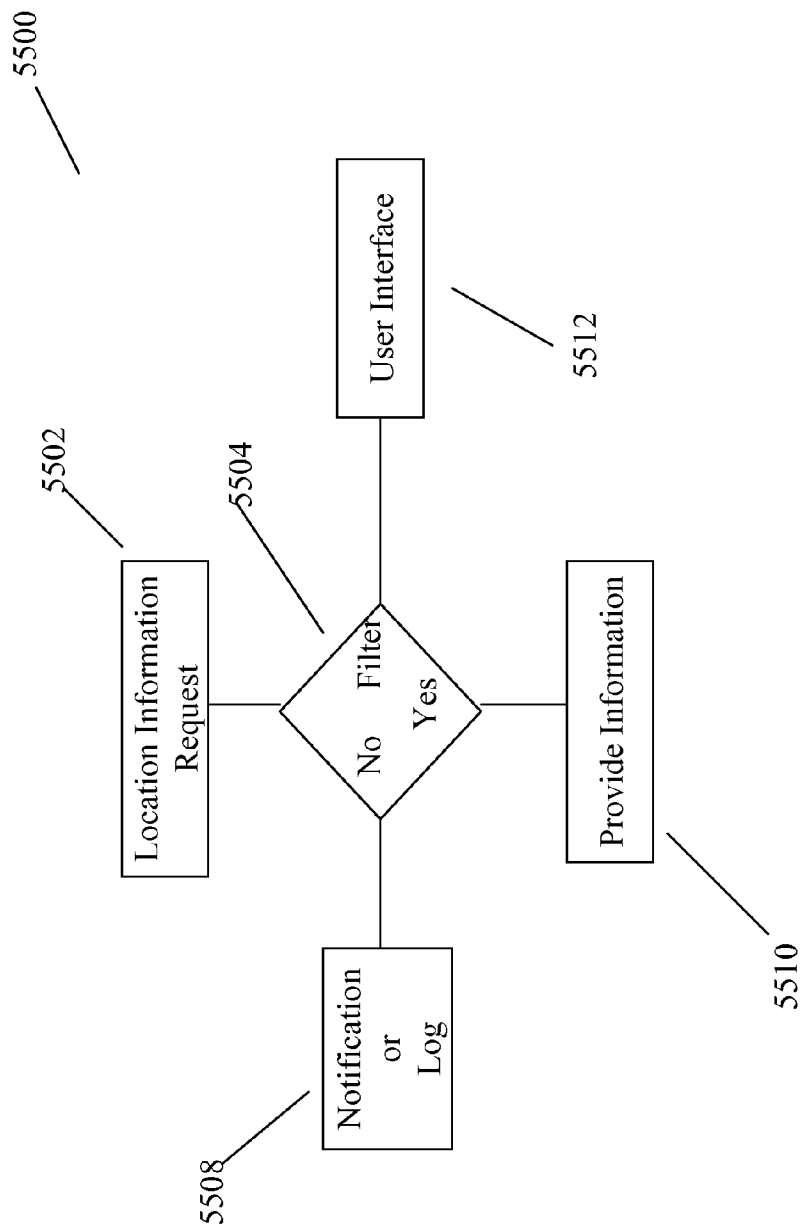 5500
5502
Location Information
Request
5504
Filter
No
Yes
User Interface
5512
Notification
or
Log
5508
Provide Information
5510